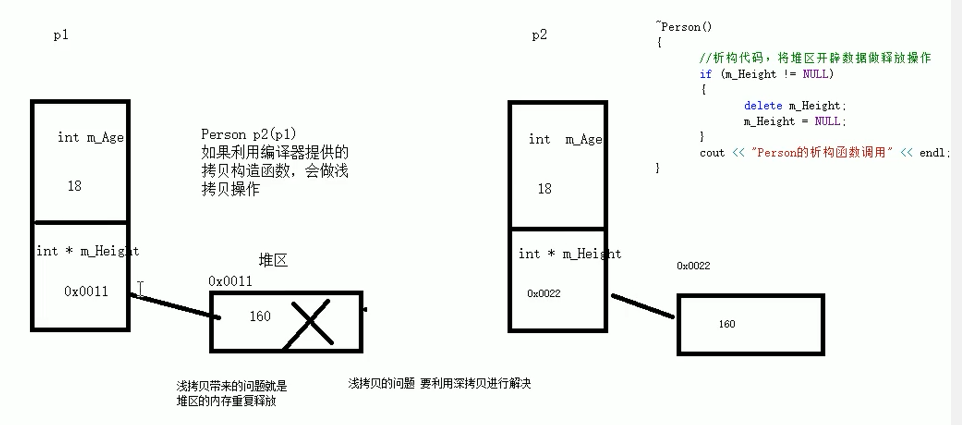 p1
int m_Age
18
int * m_Height
0x0011
Person p2(p1)
如果利用编译器提供的
拷贝构造函数，会做浅
拷贝操作
堆区
0x0011
160
浅拷贝带来的问题就是
堆区的内存重复释放
浅拷贝的问题 要利用深拷贝进行解决
p2
int m_Age
18
int * m_Height
0x0022
0x0022
160
~Person()
{
//析构代码，将堆区开辟数据做释放操作
if (m_Height != NULL)
{
delete m_Height;
m_Height = NULL;
}
cout << "Person的析构函数调用" << endl;
}